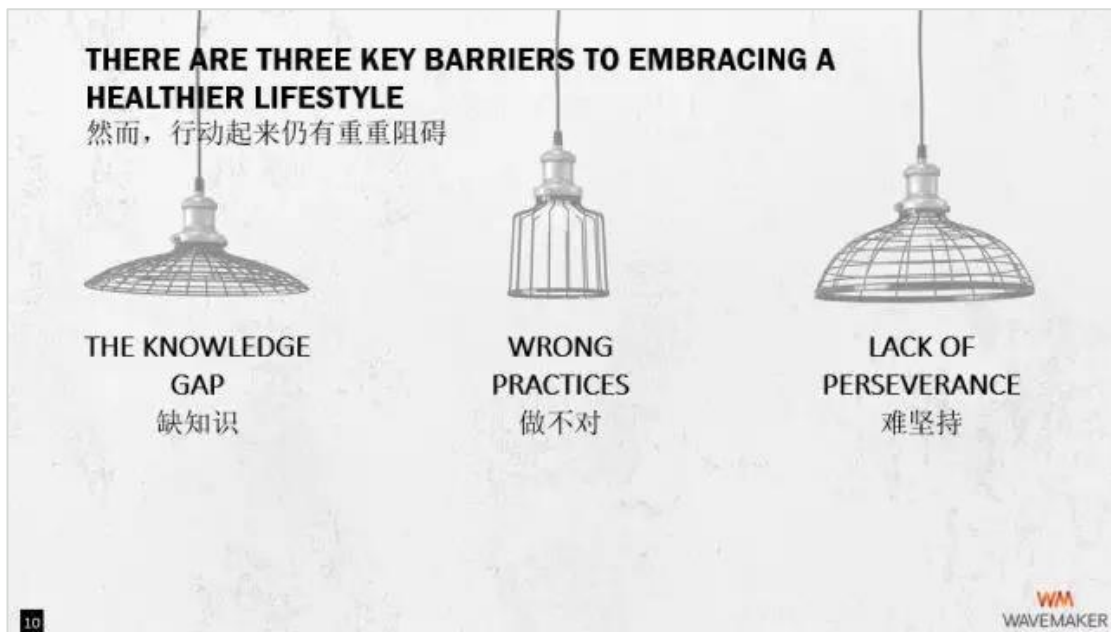 THERE ARE THREE KEY BARRIERS TO EMBRACING A
HEALTHIER LIFESTYLE
然而，行动起来仍有重重阻碍
THE KNOWLEDGE
GAP
缺知识
WRONG
PRACTICES
做不对
LACK OF
PERSEVERANCE
难坚持
10
WM
WAVEMAKER